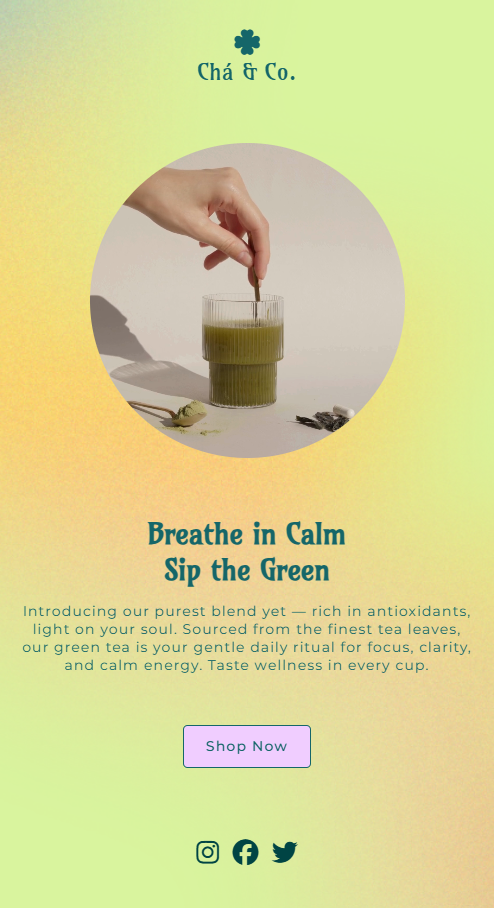 Chá & Co.
Breathe in Calm
Sip the Green
Introducing our purest blend yet — rich in antioxidants,
light on your soul. Sourced from the finest tea leaves,
our green tea is your gentle daily ritual for focus, clarity,
and calm energy. Taste wellness in every cup.
Shop Now